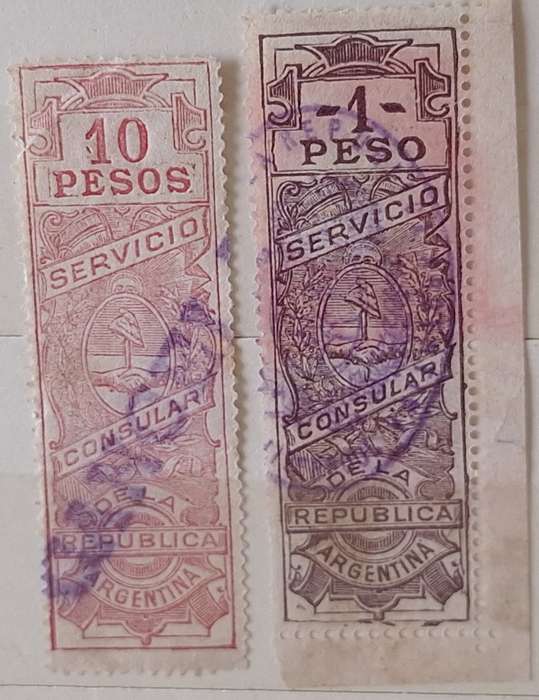 10
PESOS
SERVICIO
CONSULAR
DE LA
REPUBLICA
ARGENTINA
-1-
PESO
SERVICIO
CONSULAR
DE LA
REPUBLICA
ARGENTINA